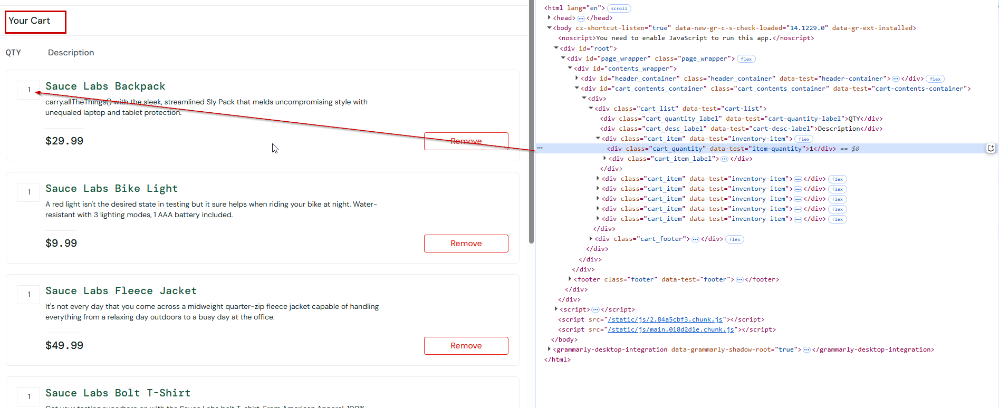 Your Cart
QTY Description
1 Sauce Labs Backpack
carry.allTheThings() with the sleek, streamlined Sly Pack that melds uncompromising style with
unequaled laptop and tablet protection.
$29.99 Remove
1 Sauce Labs Bike Light
A red light isn't the desired state in testing but it sure helps when riding your bike at night. Water-
resistant with 3 lighting modes, 1 AAA battery included.
$9.99 Remove
1 Sauce Labs Fleece Jacket
It's not every day that you come across a midweight quarter-zip fleece jacket capable of handling
everything from a relaxing day outdoors to a busy day at the office.
$49.99 Remove
1 Sauce Labs Bolt T-Shirt
<html lang="en"> scroll
<head> ••• </head>
<body cz-shortcut-listen="true" data-new-gr-c-s-check-loaded="14.1229.0" data-gr-ext-installed>
<noscript>You need to enable JavaScript to run this app.</noscript>
<div id="root">
<div id="page_wrapper" class="page_wrapper"> flex
<div id="contents_wrapper">
<div id="header_container" class="header_container" data-test="header-container"> ••• </div> flex
<div id="cart_contents_container" class="cart_contents_container" data-test="cart-contents-container">
<div>
<div class="cart_list" data-test="cart-list">
<div class="cart_quantity_label" data-test="cart-quantity-label">QTY</div>
<div class="cart_desc_label" data-test="cart-desc-label">Description</div>
<div class="cart_item" data-test="inventory-item"> flex
••• <div class="cart_quantity" data-test="item-quantity">1</div> == $0
<div class="cart_item_label"> ••• </div>
</div>
<div class="cart_item" data-test="inventory-item"> ••• </div> flex
<div class="cart_item" data-test="inventory-item"> ••• </div> flex
<div class="cart_item" data-test="inventory-item"> ••• </div> flex
<div class="cart_item" data-test="inventory-item"> ••• </div> flex
<div class="cart_item" data-test="inventory-item"> ••• </div> flex
</div>
<div class="cart_footer"> ••• </div> flex
</div>
</div>
</div>
<footer class="footer" data-test="footer"> ••• </footer>
</div>
</div>
<script> ••• </script>
<script src="/static/js/2.84a5cbf3.chunk.js"></script>
<script src="/static/js/main.018d2d1e.chunk.js"></script>
</body>
<grammarly-desktop-integration data-grammarly-shadow-root="true"> ••• </grammarly-desktop-integration>
</html>